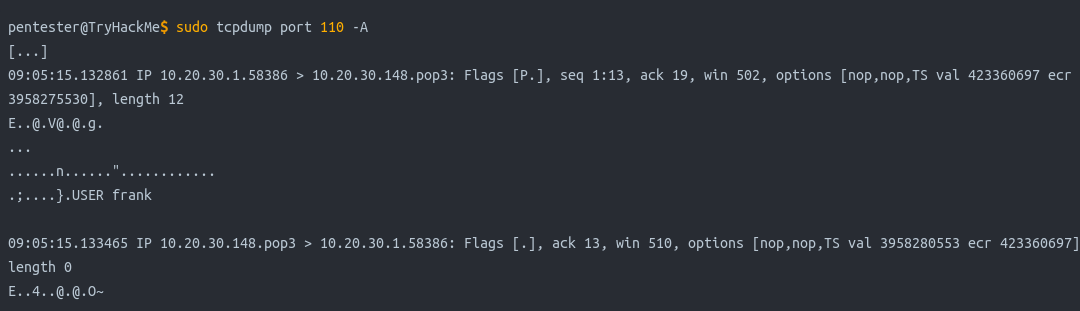 pentester@TryHackMe$ sudo tcpdump port 110 -A
[...]
09:05:15.132861 IP 10.20.30.1.58386 > 10.20.30.148.pop3: Flags [P.], seq 1:13, ack 19, win 502, options [nop,nop,TS val 423360697 ecr
3958275530], length 12
E..@.V@.@.g.
...
......n......"............
.;....}.USER frank
09:05:15.133465 IP 10.20.30.148.pop3 > 10.20.30.1.58386: Flags [.], ack 13, win 510, options [nop,nop,TS val 3958280553 ecr 423360697]
length 0
E..4..@.@.O~